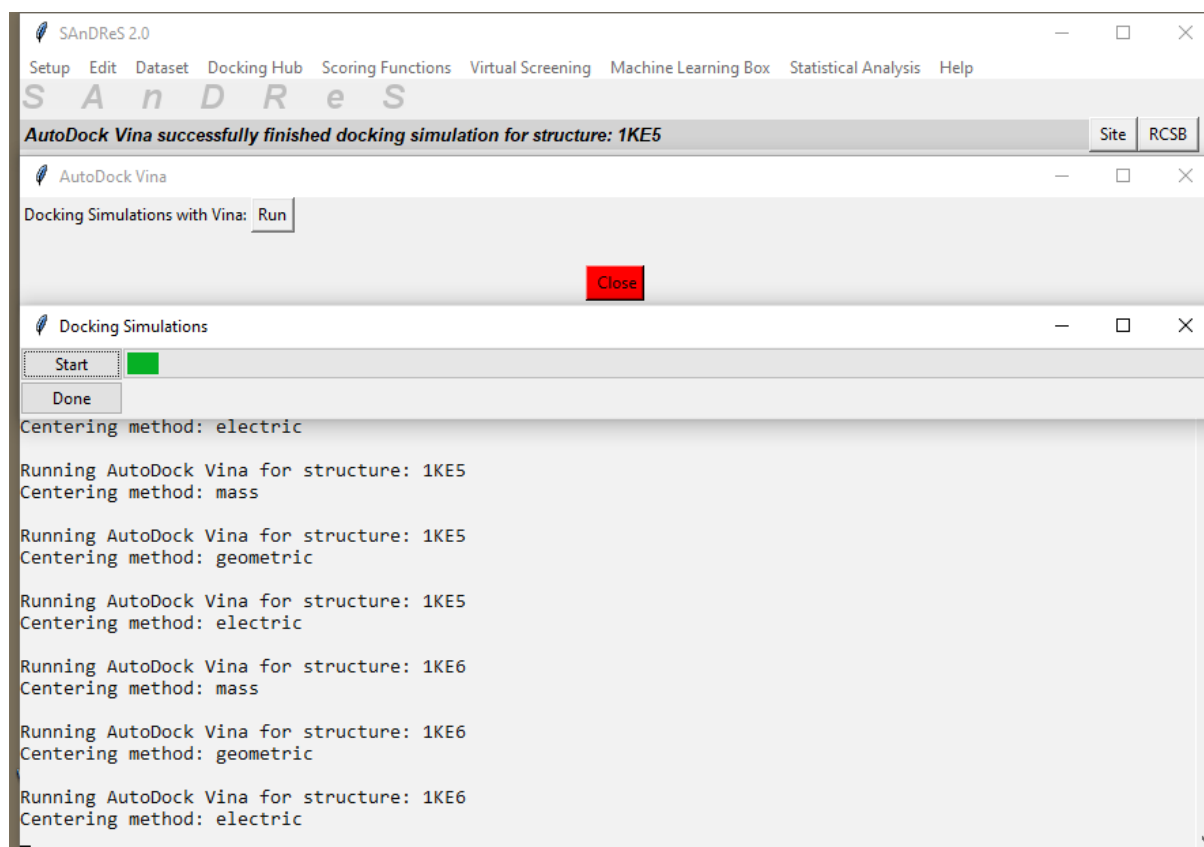 SAnDReS 2.0
Setup Edit Dataset Docking Hub Scoring Functions Virtual Screening Machine Learning Box Statistical Analysis Help
S A n D R e S
AutoDock Vina successfully finished docking simulation for structure: 1KE5 Site RCSB
AutoDock Vina
Docking Simulations with Vina: Run
Close
Docking Simulations
Start
Done
Centering method: electric
Running AutoDock Vina for structure: 1KE5
Centering method: mass
Running AutoDock Vina for structure: 1KE5
Centering method: geometric
Running AutoDock Vina for structure: 1KE5
Centering method: electric
Running AutoDock Vina for structure: 1KE6
Centering method: mass
Running AutoDock Vina for structure: 1KE6
Centering method: geometric
Running AutoDock Vina for structure: 1KE6
Centering method: electric